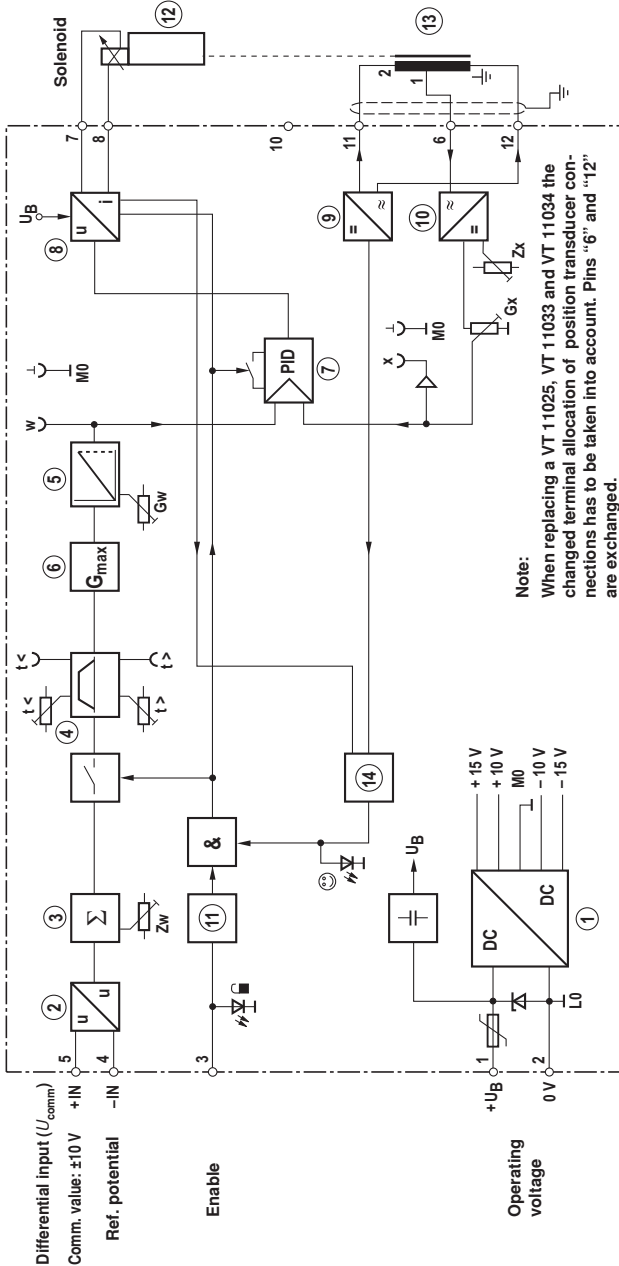 Differential input (U_comm)
Comm. value: ±10 V
Ref. potential
5
+IN
4
–IN
2
u
u
3
Σ
Zw
4
t <
t <
t >
t >
6
Gmax
5
Gw
w
⊥
M0
UB
8
u
i
7
8
Solenoid
12
Enable
3
11
&
14
7
PID
x
⊥
M0
Gx
Zx
9
=
≈
10
=
≈
10
11
6
12
2
1
13
Operating
voltage
+UB
1
0 V
2
L0
UB
DC
DC
1
+ 15 V
+ 10 V
M0
– 10 V
– 15 V
Note:
When replacing a VT 11025, VT 11033 and VT 11034 the
changed terminal allocation of position transducer con-
nections has to be taken into account. Pins “6” and “12”
are exchanged.